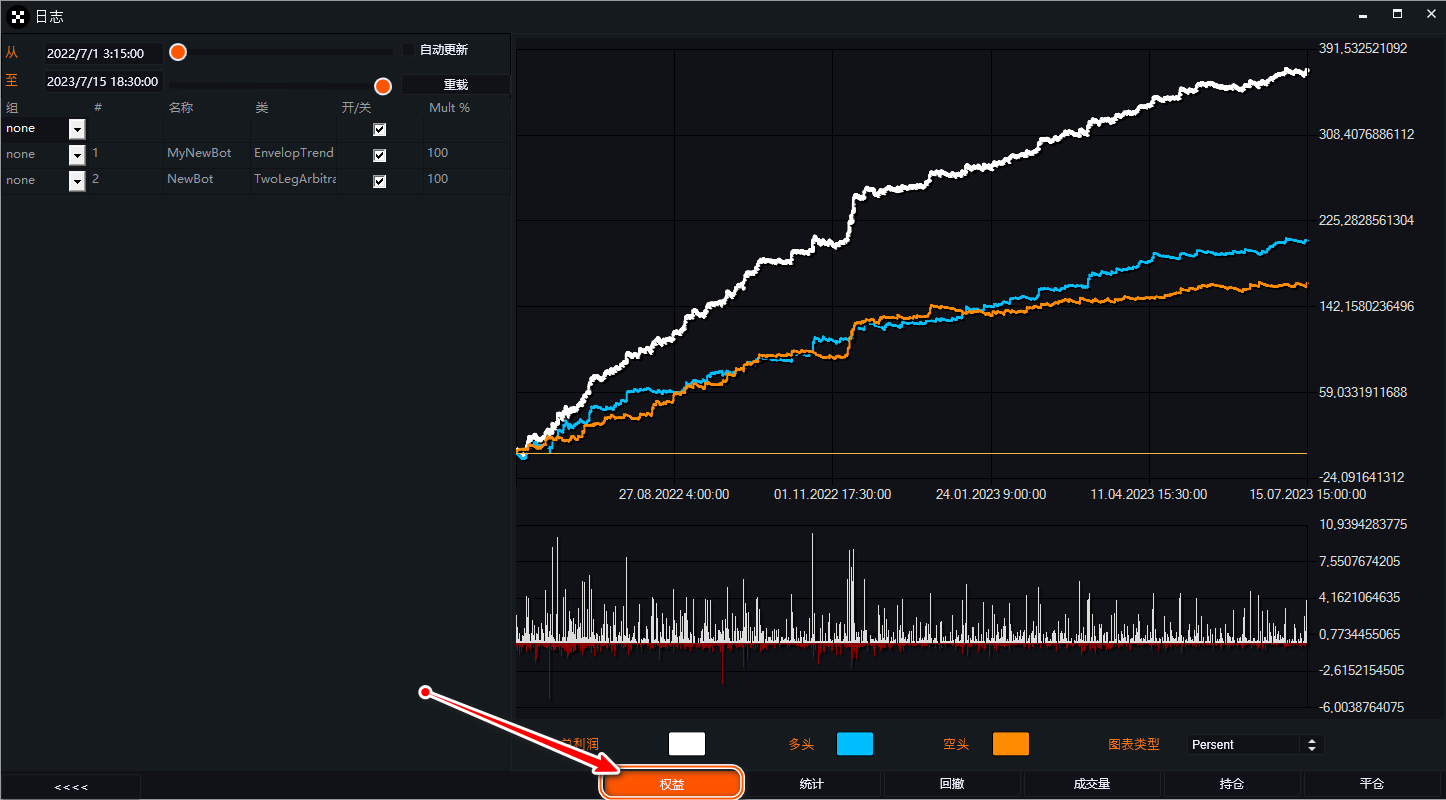 日志
从 2022/7/1 3:15:00 自动更新
至 2023/7/15 18:30:00 重载
组 # 名称 类 开/关 Mult %
none
none 1 MyNewBot EnvelopTrend 100
none 2 NewBot TwoLegArbitra 100
391,532521092
308,4076886112
225,2828561304
142,1580236496
59,0331911688
-24,091641312
27.08.2022 4:00:00 01.11.2022 17:30:00 24.01.2023 9:00:00 11.04.2023 15:30:00 15.07.2023 15:00:00
10,9394283775
7,5507674205
4,1621064635
0,7734455065
-2,6152154505
-6,0038764075
总利润 多头 空头 图表类型 Persent
<<<< 权益 统计 回撤 成交量 持仓 平仓